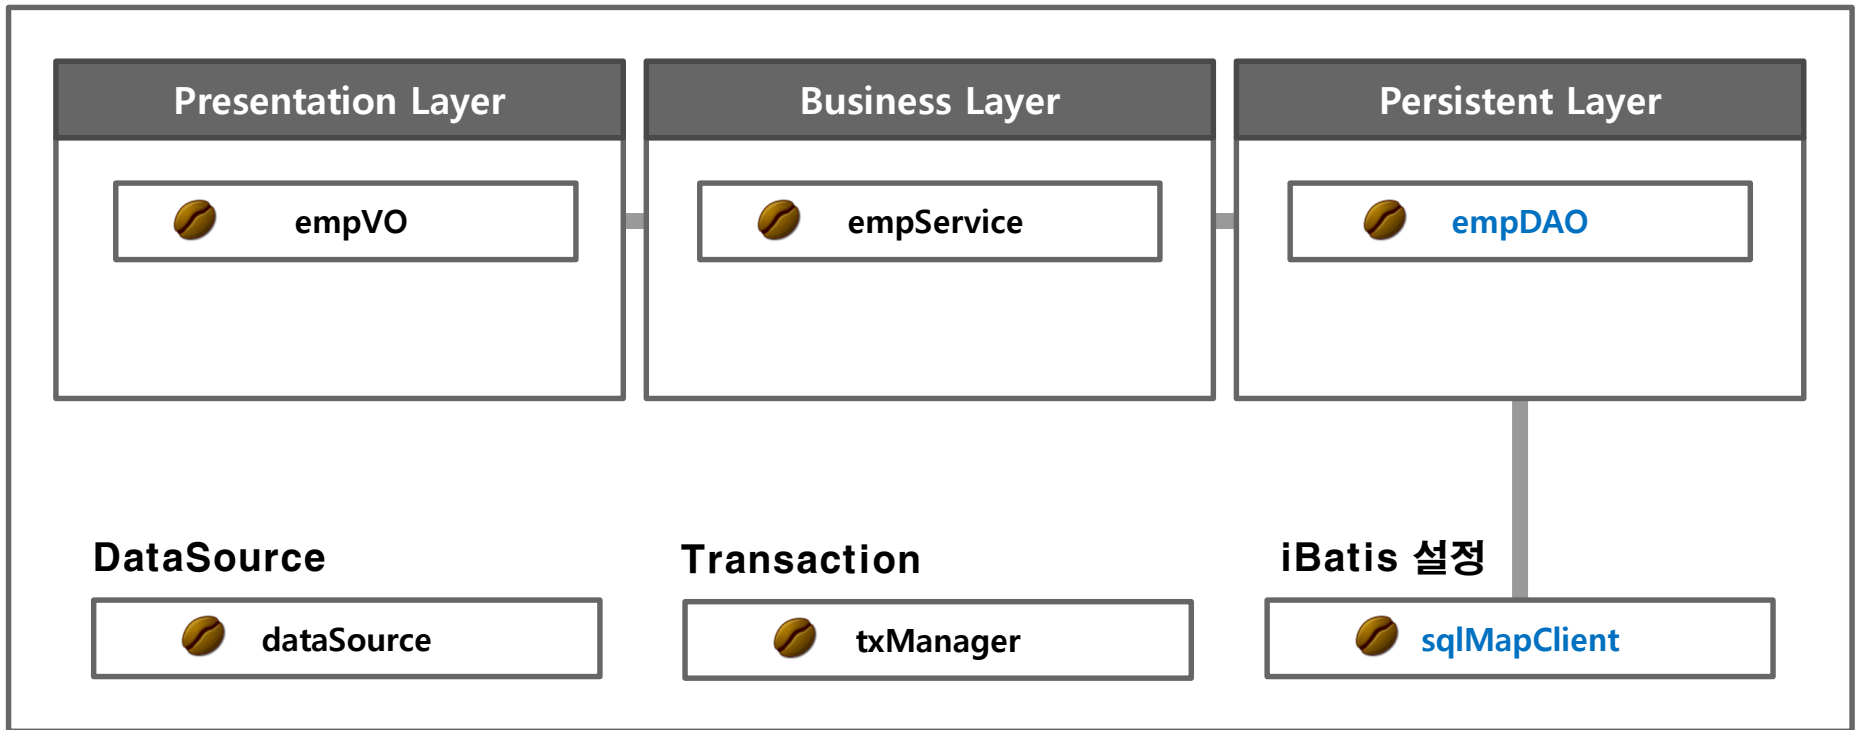 Presentation Layer
Business Layer
Persistent Layer
empVO
empService
empDAO
DataSource
Transaction
iBatis 설정
dataSource
txManager
sqlMapClient